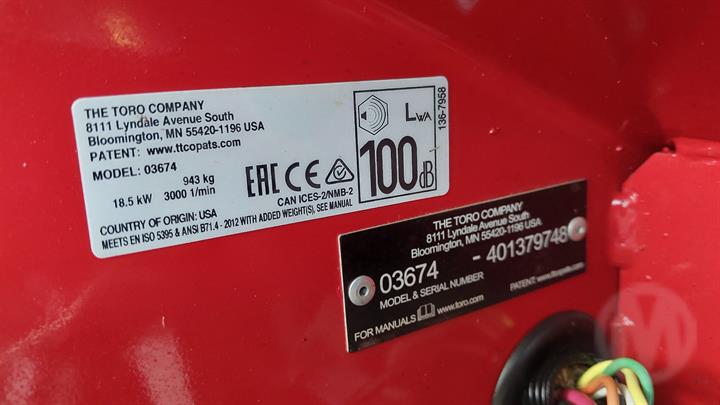 THE TORO COMPANY
8111 Lyndale Avenue South
Bloomington, MN 55420-1196 USA
PATENT: www.ttcopats.com
MODEL: 03674
943 kg
18.5 kW 3000 1/min
EAC CE
CAN ICES-2/NMB-2
COUNTRY OF ORIGIN: USA
MEETS EN ISO 5395 & ANSI B71.4 - 2012 WITH ADDED WEIGHT(S), SEE MANUAL
LWA
100dB
136-7958
THE TORO COMPANY
8111 Lyndale Avenue South
Bloomington, MN 55420-1196 USA
03674 - 401379748
MODEL & SERIAL NUMBER
PATENT: www.ttcopats.com
FOR MANUALS www.toro.com
M